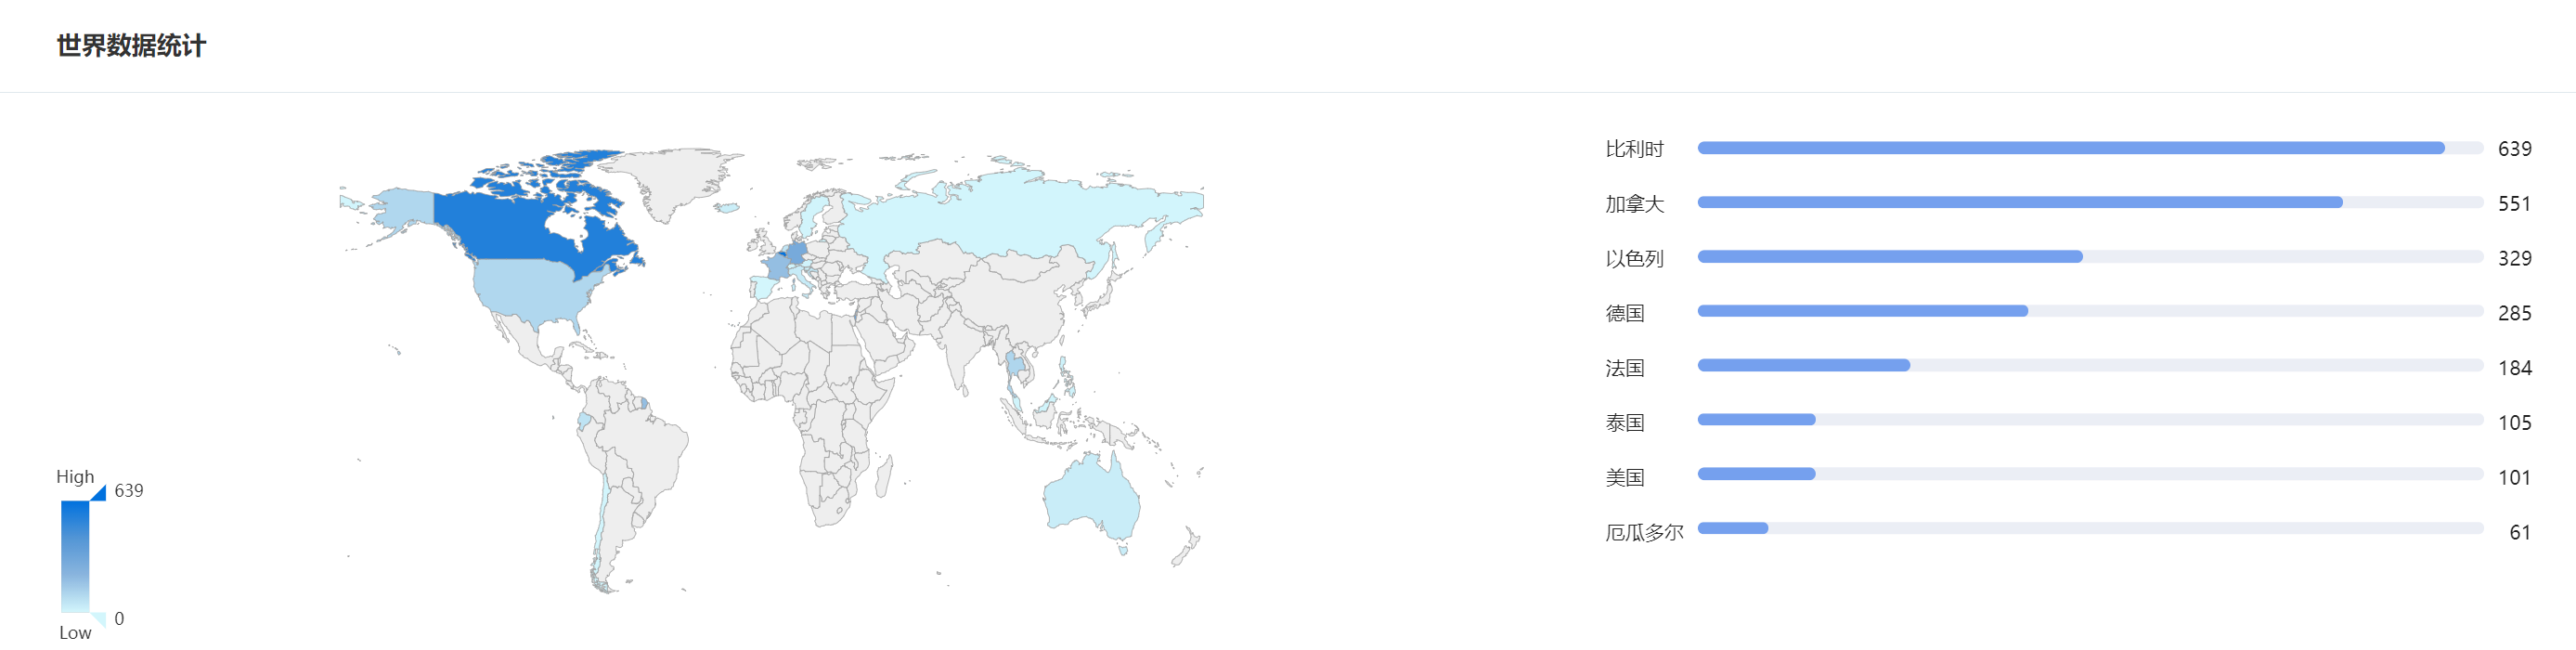 世界数据统计
High
639
0
Low
比利时 639
加拿大 551
以色列 329
德国 285
法国 184
泰国 105
美国 101
厄瓜多尔 61